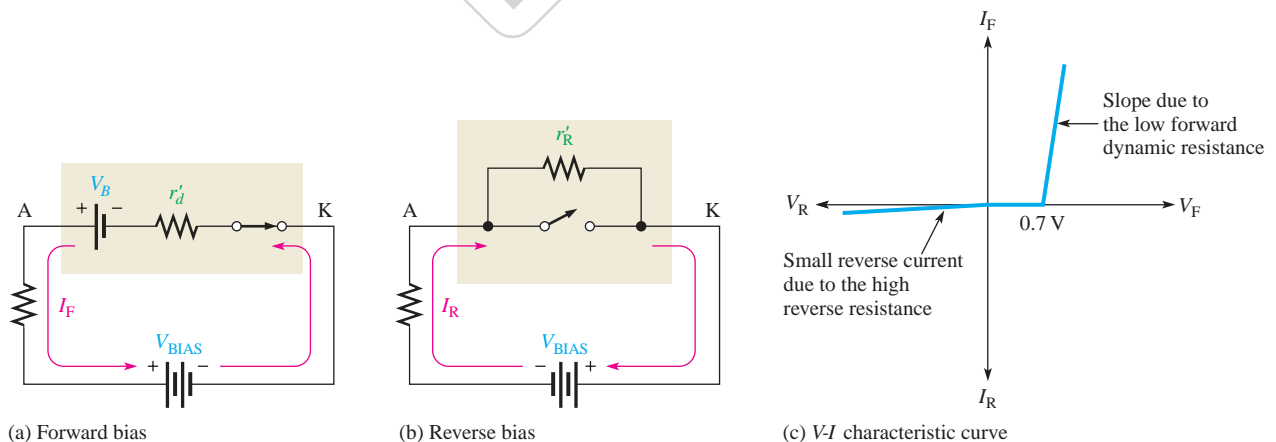 V_B
+ −
r′_d
A
K
I_F
V_BIAS
+ −
(a) Forward bias
r′_R
A
K
I_R
V_BIAS
− +
(b) Reverse bias
I_F
Slope due to
the low forward
dynamic resistance
V_R
V_F
0.7 V
Small reverse current
due to the high
reverse resistance
I_R
(c) V-I characteristic curve